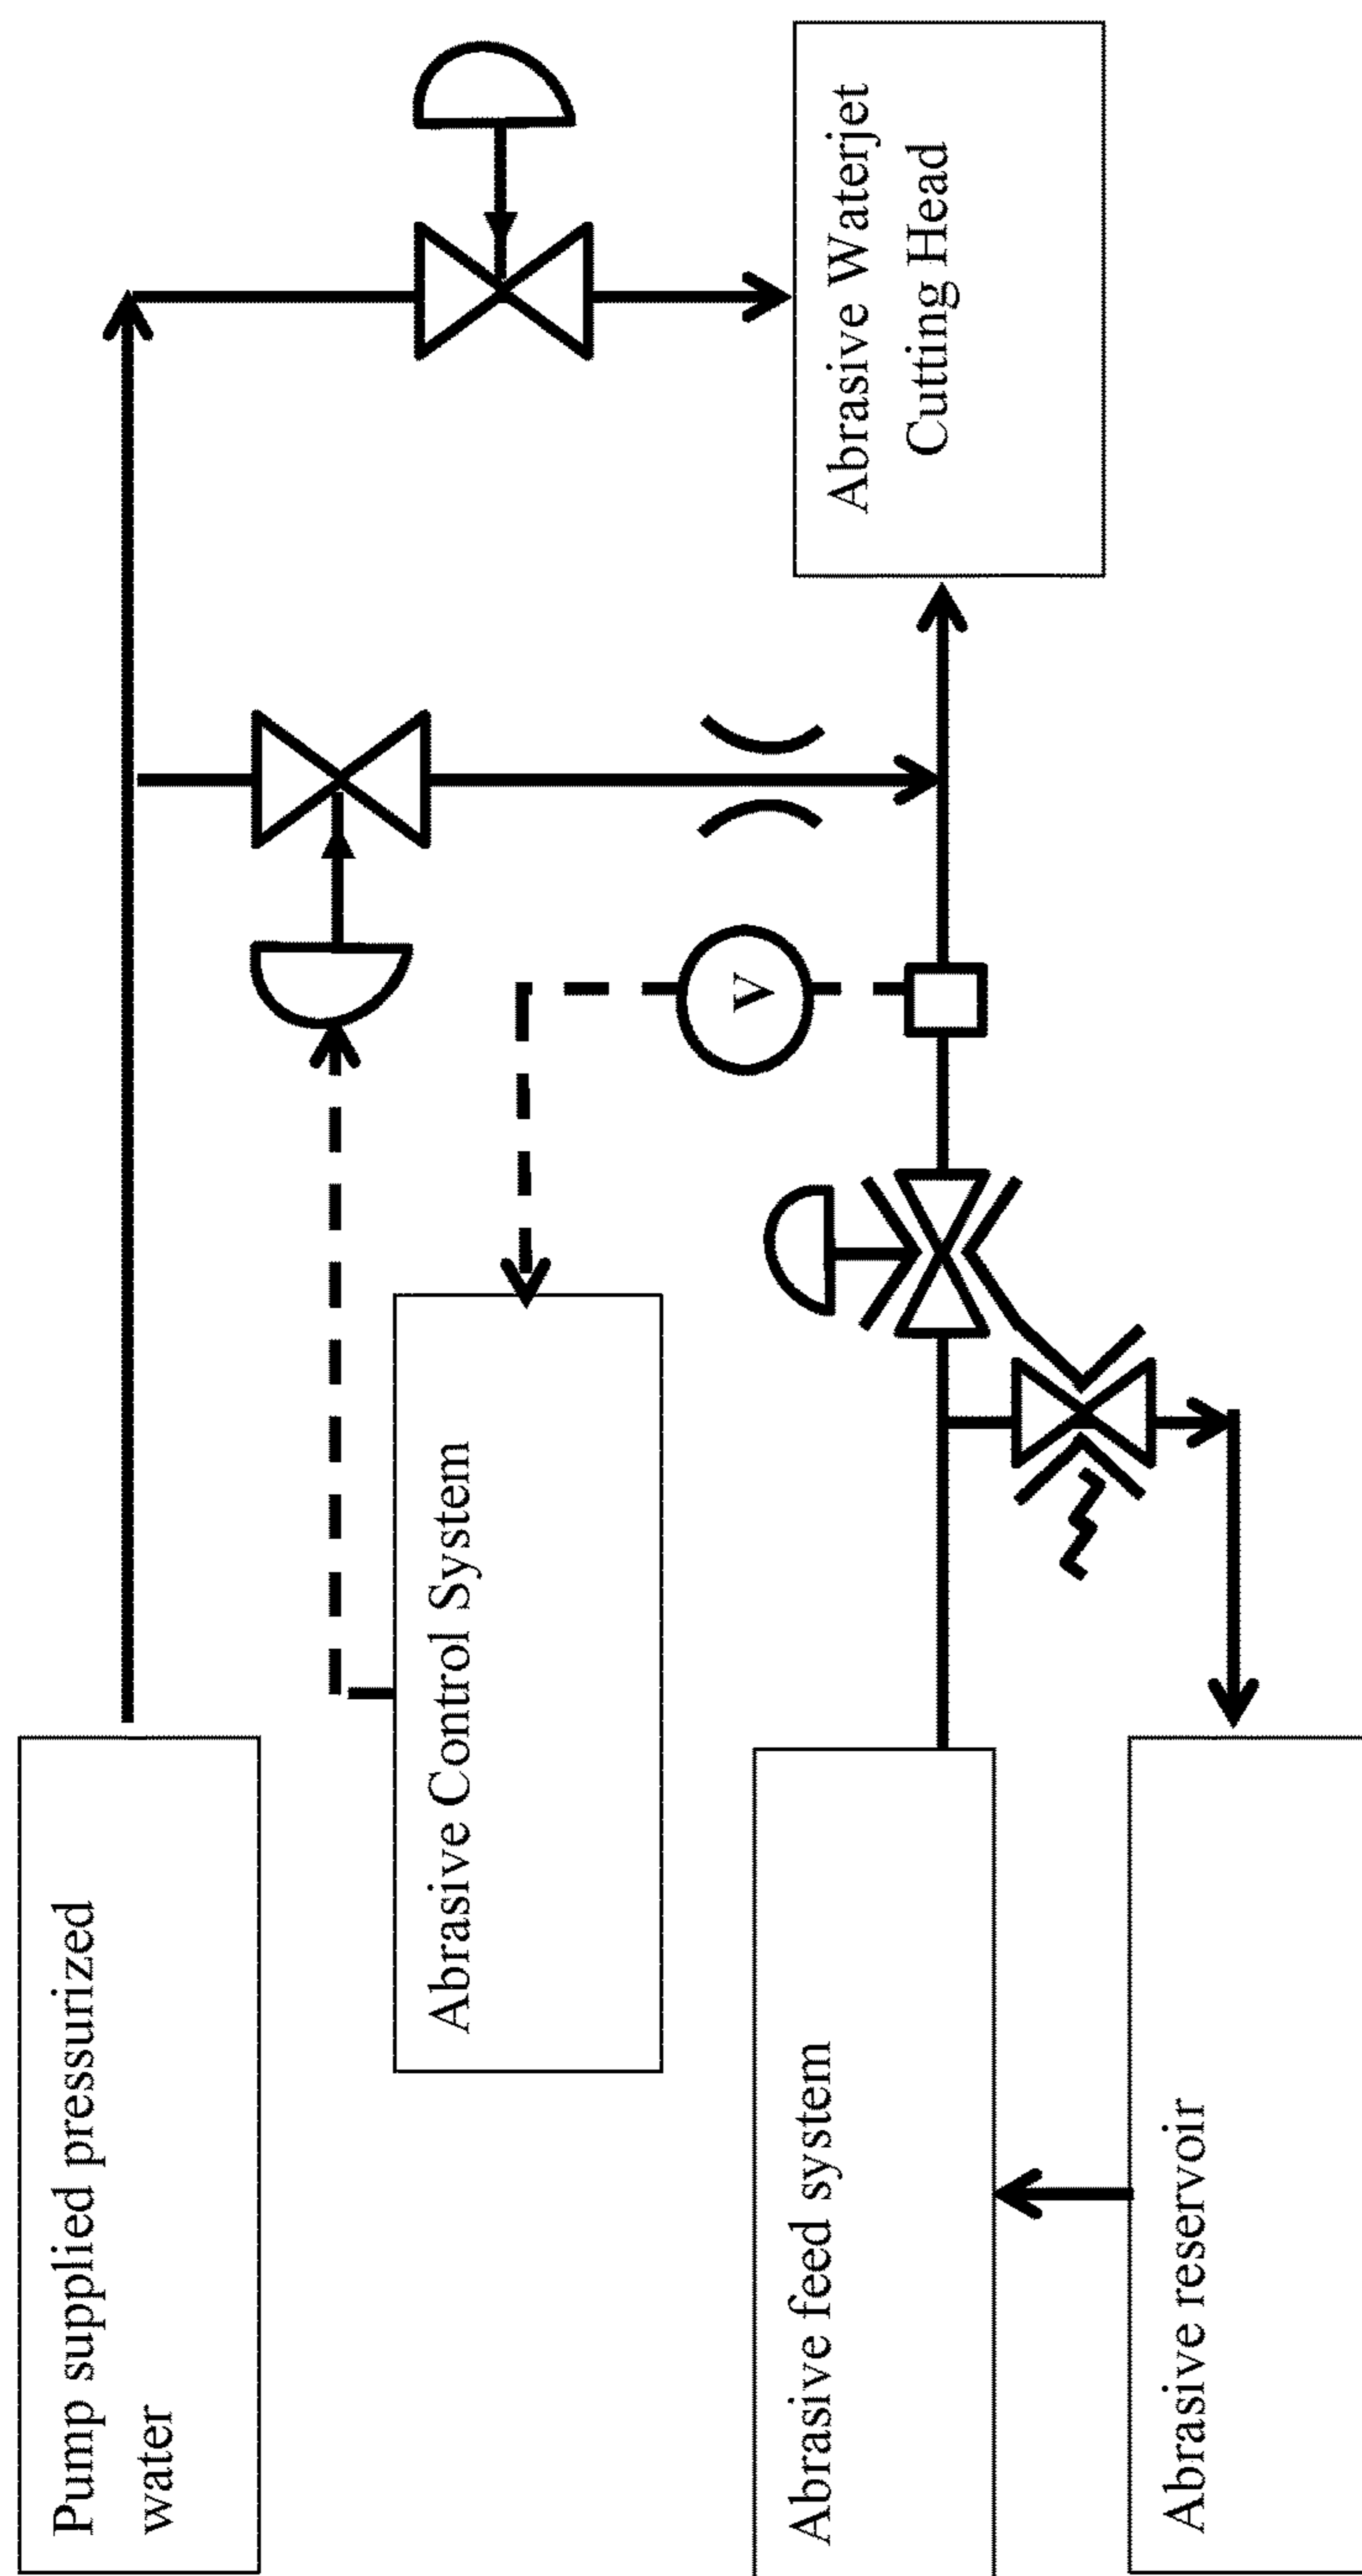 Pump supplied pressurized
water
Abrasive Control System
V
Abrasive Waterjet
Cutting Head
Abrasive feed system
Abrasive reservoir